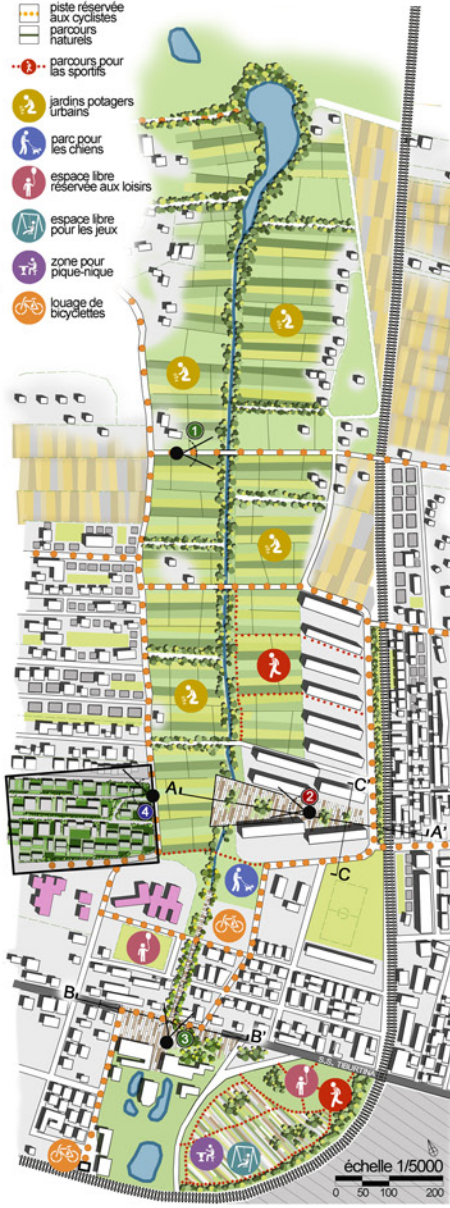 piste réservée
aux cyclistes
parcours
naturels
parcours pour
las sportifs
jardins potagers
urbains
parc pour
les chiens
espace libre
réservée aux loisirs
espace libre
pour les jeux
zone pour
pique-nique
louage de
bicyclettes
1
A
2
C'
4
A'
C
B
3
B'
S.S. TIBURTINA
échelle 1/5000
0 50 100 200